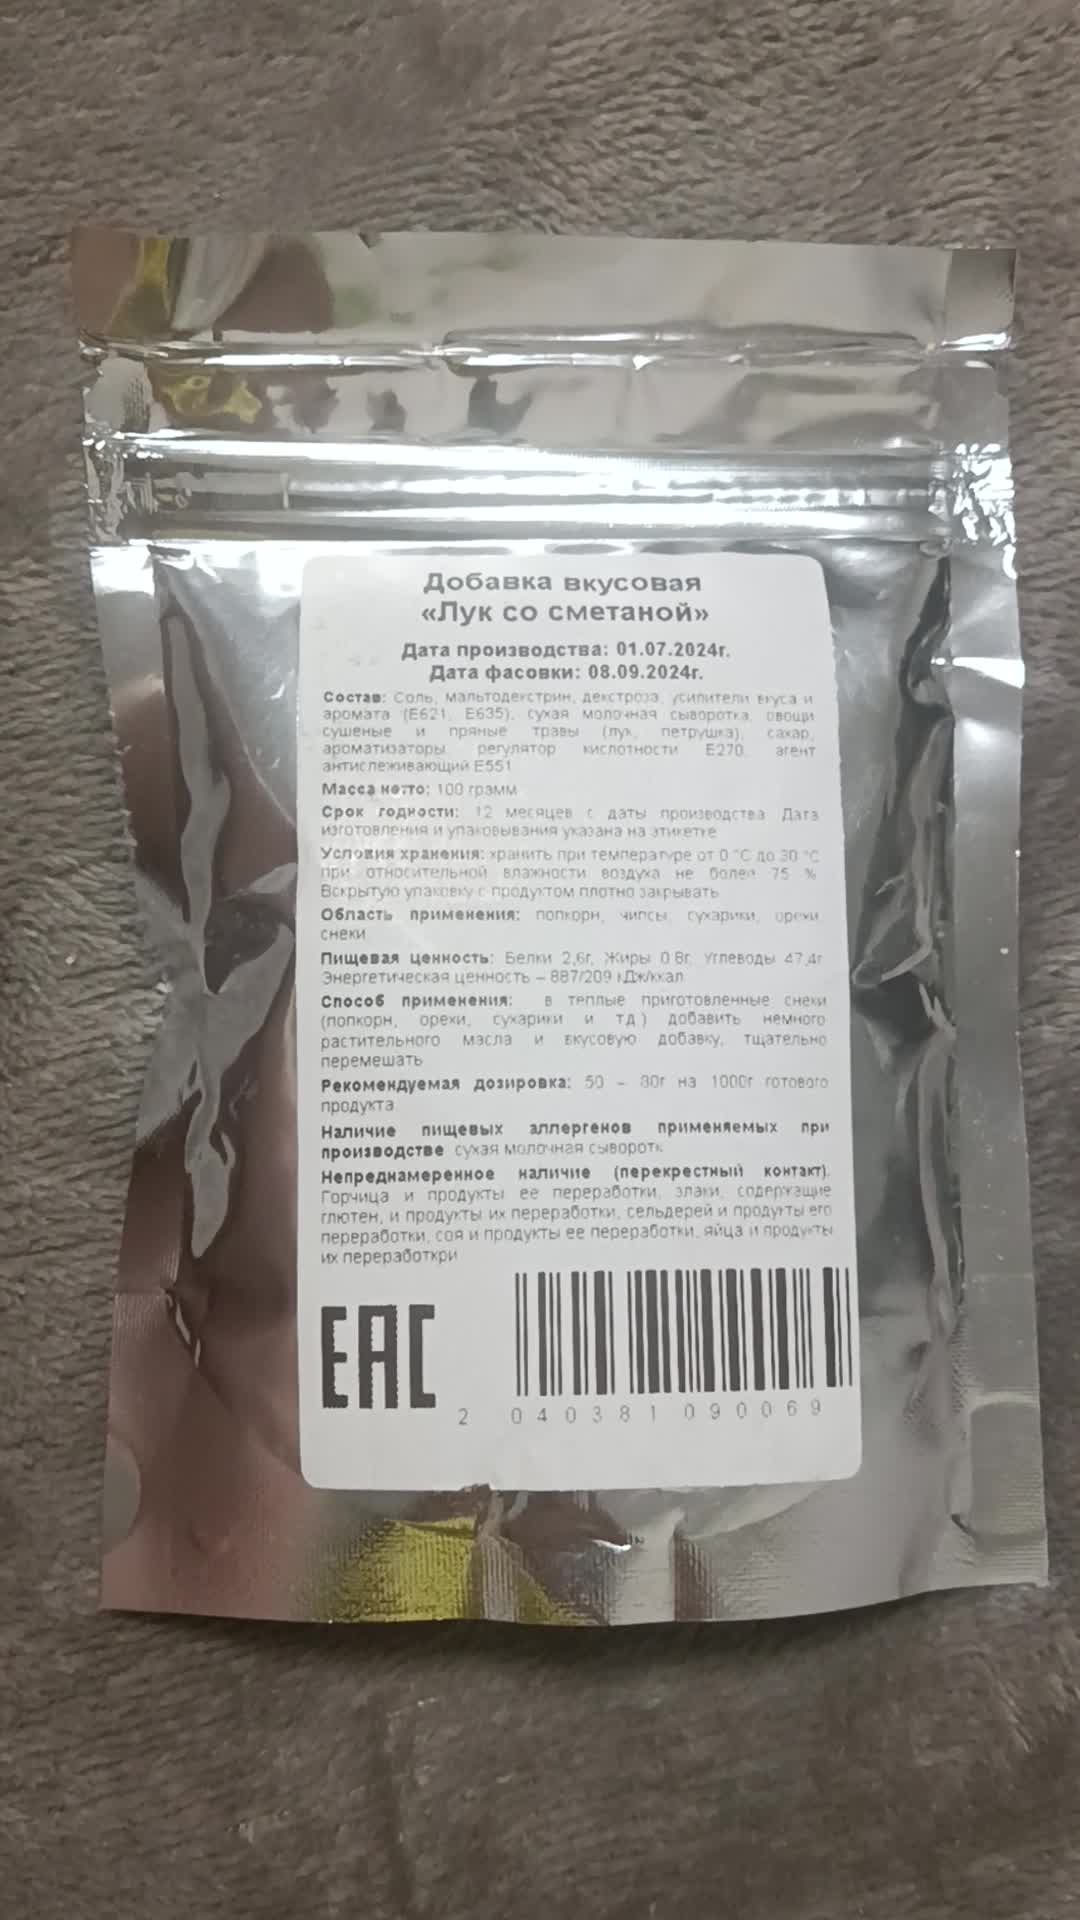 Добавка вкусовая
«Лук со сметаной»
Дата производства: 01.07.2024г.
Дата фасовки: 08.09.2024г.
Состав: Соль, мальтодекстрин, декстроза, усилители вкуса и
аромата (Е621, Е635), сухая молочная сыворотка, овощи
сушеные и пряные травы (лук, петрушка), сахар,
ароматизаторы, регулятор кислотности Е270, агент
антислеживающий Е551
Масса нетто: 100 грамм
Срок годности: 12 месяцев с даты производства Дата
изготовления и упаковывания указана на этикетке
Условия хранения: хранить при температуре от 0 °С до 30 °С
при относительной влажности воздуха не более 75 %
Вскрытую упаковку с продуктом плотно закрывать
Область применения: попкорн, чипсы, сухарики, орехи,
снеки
Пищевая ценность: Белки 2,6г, Жиры 0.8г, Углеводы 47,4г
Энергетическая ценность – 887/209 кДж/ккал
Способ применения: в теплые приготовленные снеки
(попкорн, орехи, сухарики и т.д.) добавить немного
растительного масла и вкусовую добавку, тщательно
перемешать
Рекомендуемая дозировка: 50 – 80г на 1000г готового
продукта
Наличие пищевых аллергенов применяемых при
производстве сухая молочная сыворотк
Непреднамеренное наличие (перекрестный контакт).
Горчица и продукты ее переработки, злаки, содержащие
глютен, и продукты их переработки, сельдерей и продукты его
переработки, соя и продукты ее переработки, яйца и продукты
их переработкри
ЕАС
2 040381 090069